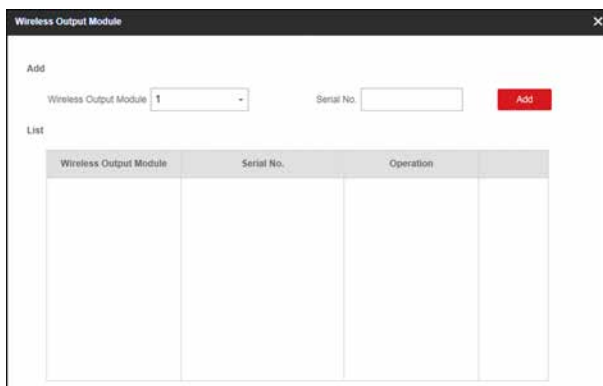 Wireless Output Module
Add
Wireless Output Module 1 Serial No. Add
List
Wireless Output Module Serial No. Operation